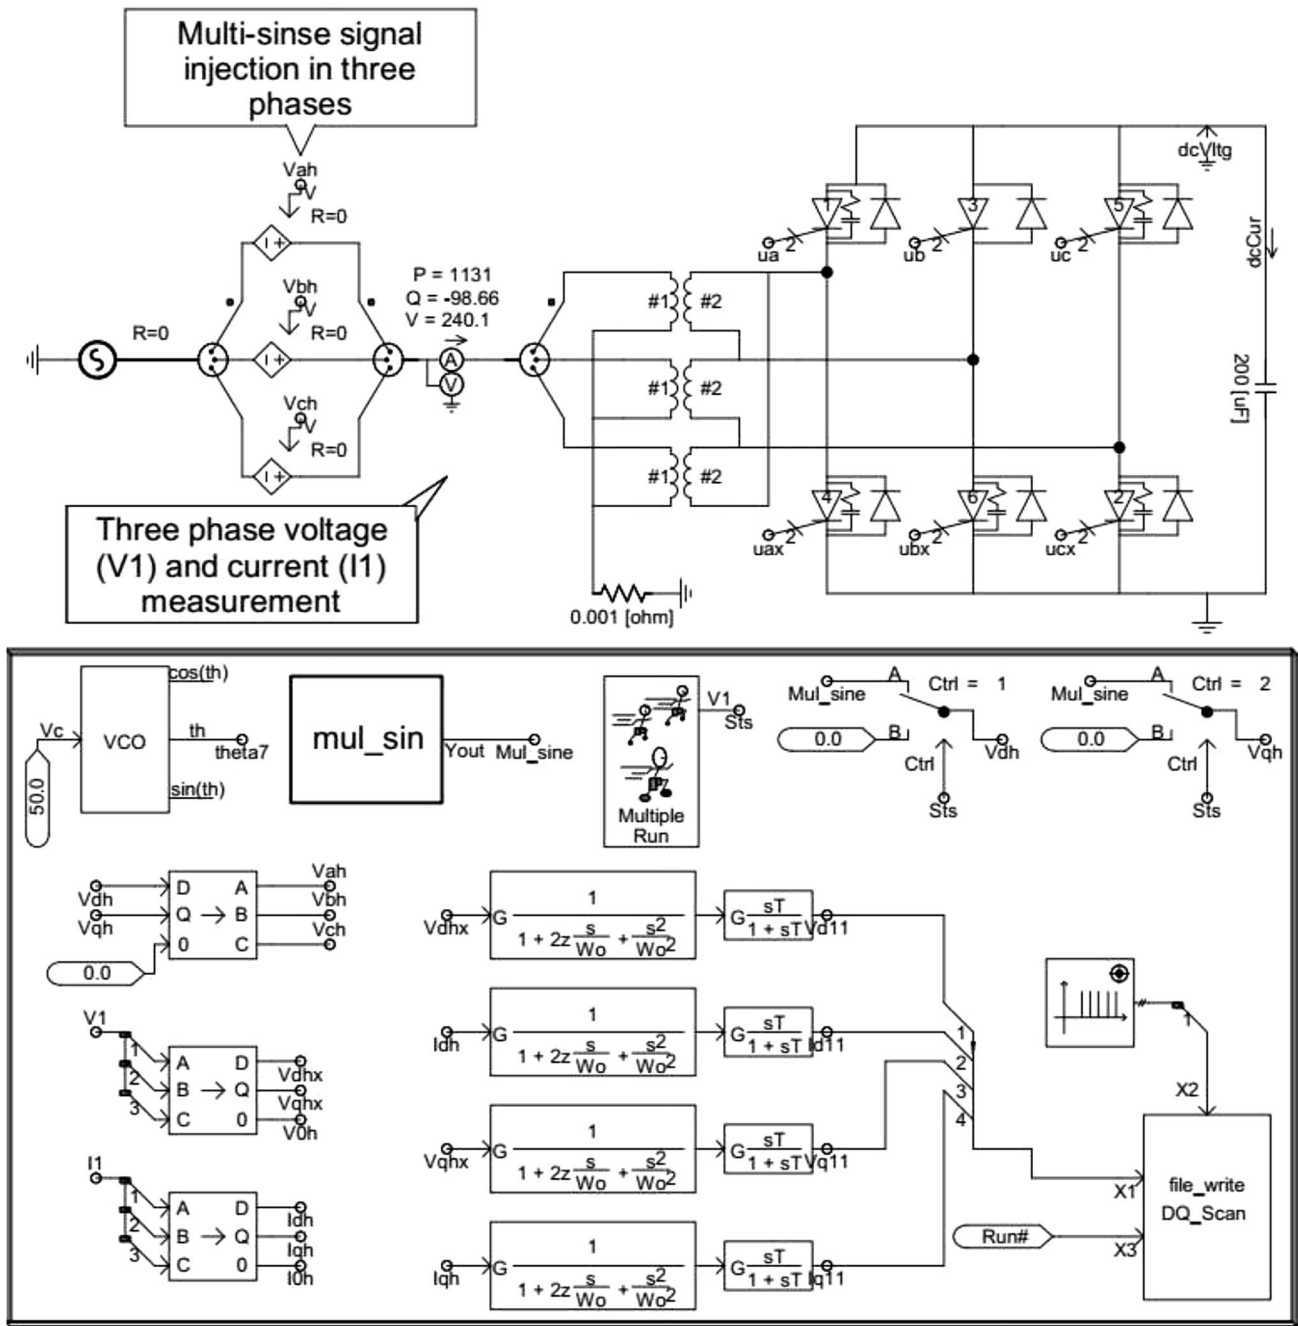 Multi-sinse signal
injection in three
phases
Vah
V
R=0
Vbh
V
R=0
R=0
Vch
V
R=0
P = 1131
Q = -98.66
V = 240.1
A
V
#1
#2
#1
#2
#1
#2
0.001 [ohm]
Three phase voltage
(V1) and current (I1)
measurement
dcVltg
dcCur
200 [uF]
1
3
5
ua
2
ub
2
uc
2
4
6
2
uax
2
ubx
2
ucx
2
Vc
50.0
VCO
cos(th)
th
theta7
sin(th)
mul_sin
Yout
Mul_sine
Multiple
Run
V1
Sts
Mul_sine
A
Ctrl = 1
0.0
B
Ctrl
Vdh
Sts
Mul_sine
A
Ctrl = 2
0.0
B
Ctrl
Vqh
Sts
Vdh
Vqh
0.0
D A
Q B
0 C
Vah
Vbh
Vch
V1
1
2
3
A D
B Q
C 0
Vdhx
Vqhx
V0h
I1
1
2
3
A D
B Q
C 0
Idh
Iqh
I0h
Vdhx
G
1
1 + 2z s/Wo + s2/Wo2
G sT
1 + sT
Vd11
Idh
G
1
1 + 2z s/Wo + s2/Wo2
G sT
1 + sT
Id11
Vqhx
G
1
1 + 2z s/Wo + s2/Wo2
G sT
1 + sT
Vq11
Iqh
G
1
1 + 2z s/Wo + s2/Wo2
G sT
1 + sT
Iq11
1
2
3
4
1
X2
X1
X3
Run#
file_write
DQ_Scan